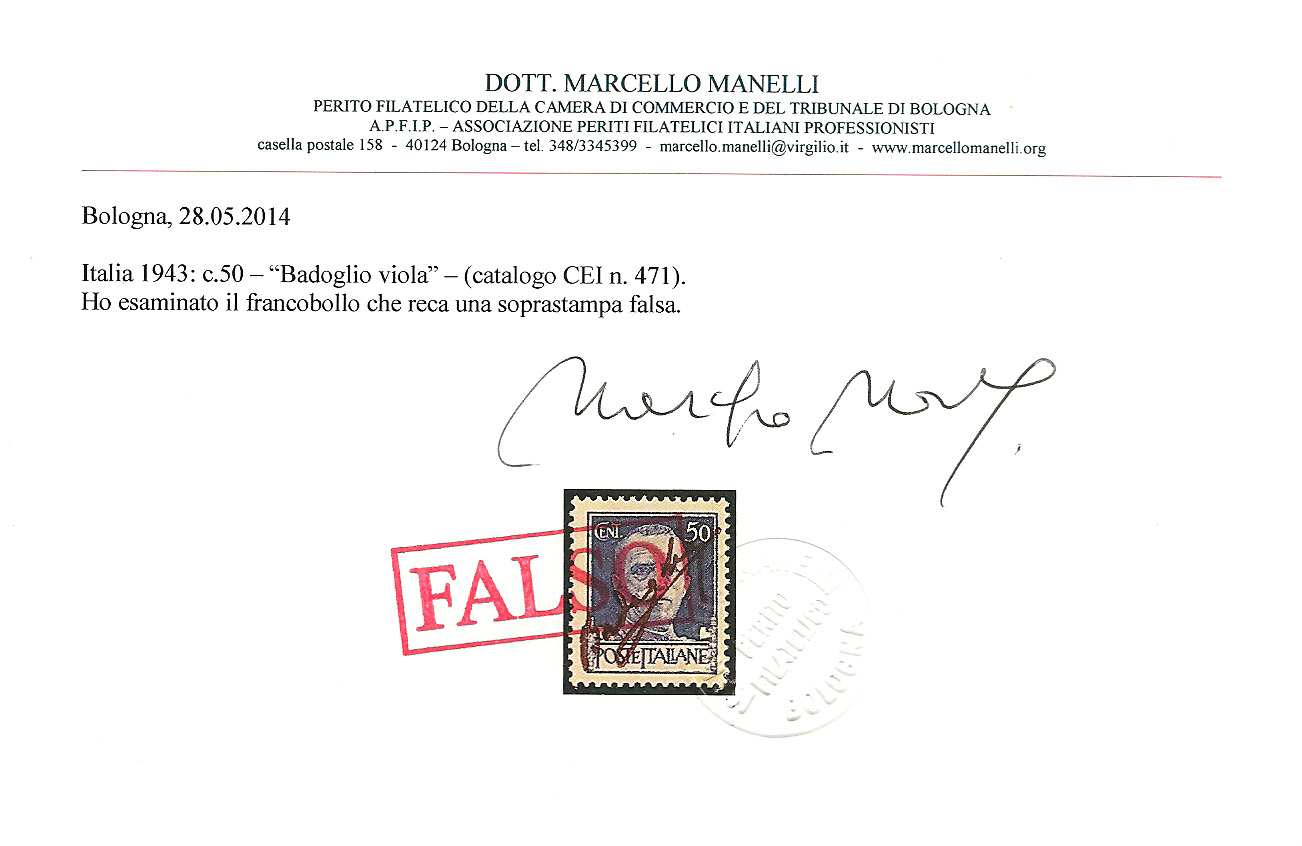 DOTT. MARCELLO MANELLI
PERITO FILATELICO DELLA CAMERA DI COMMERCIO E DEL TRIBUNALE DI BOLOGNA
A.P.F.I.P. – ASSOCIAZIONE PERITI FILATELICI ITALIANI PROFESSIONISTI
casella postale 158 - 40124 Bologna – tel. 348/3345399 - marcello.manelli@virgilio.it - www.marcellomanelli.org
Bologna, 28.05.2014
Italia 1943: c.50 – “Badoglio viola” – (catalogo CEI n. 471).
Ho esaminato il francobollo che reca una soprastampa falsa.
CENT. 50
FALSO
POSTE ITALIANE
PERITO
FILATELICO
BOLOGNA